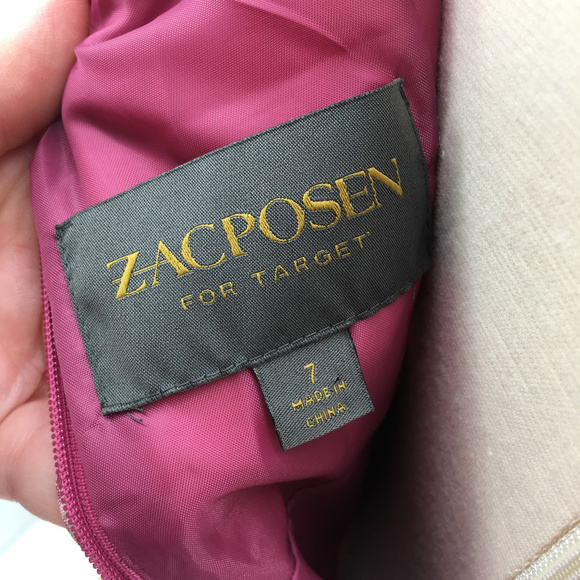 ZACPOSEN
FOR TARGET
7
MADE IN
CHINA